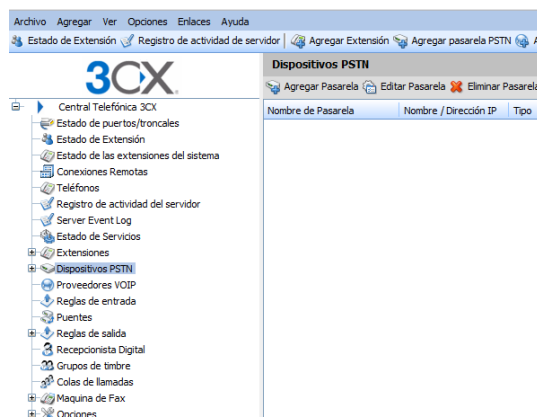 Archivo Agregar Ver Opciones Enlaces Ayuda
Estado de Extensión Registro de actividad de servidor Agregar Extensión Agregar pasarela PSTN
3CX
Dispositivos PSTN
Agregar Pasarela Editar Pasarela Eliminar Pasarela
Nombre de Pasarela Nombre / Dirección IP Tipo
Central Telefónica 3CX
Estado de puertos/troncales
Estado de Extensión
Estado de las extensiones del sistema
Conexiones Remotas
Teléfonos
Registro de actividad del servidor
Server Event Log
Estado de Servicios
Extensiones
Dispositivos PSTN
Proveedores VOIP
Reglas de entrada
Puentes
Reglas de salida
Recepcionista Digital
Grupos de timbre
Colas de llamadas
Maquina de Fax
Opciones